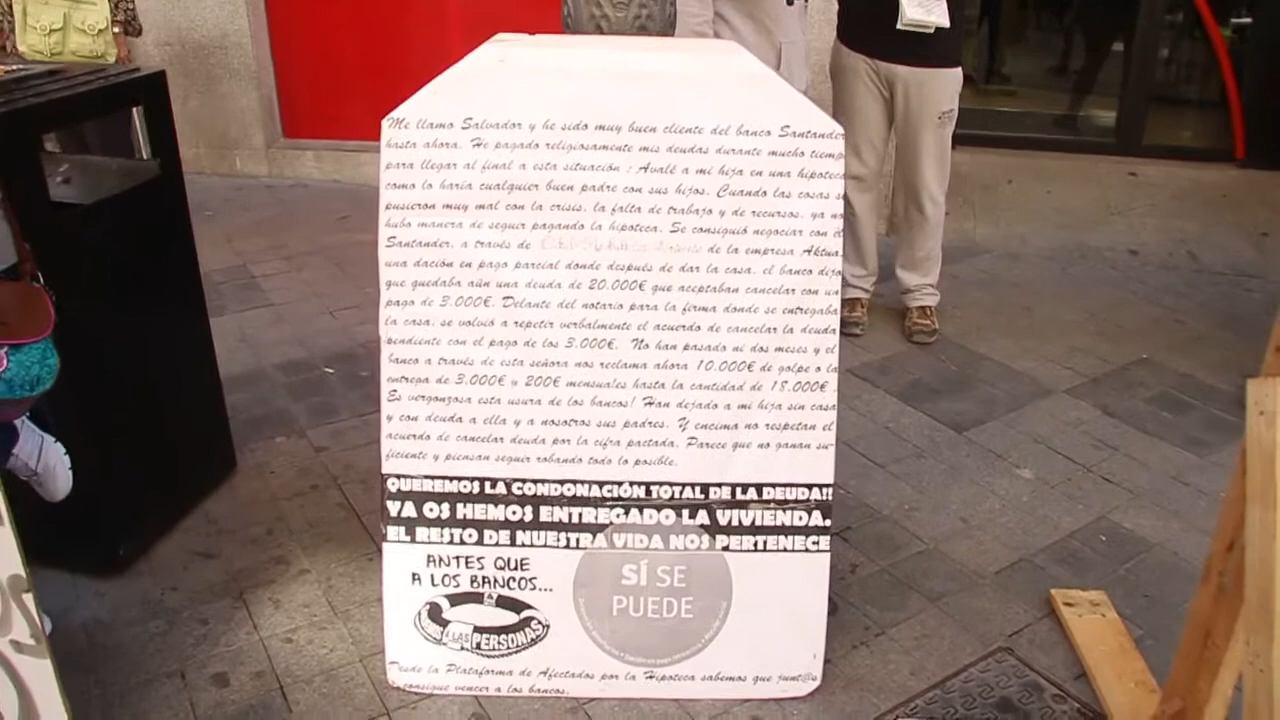 Me llamo Salvador y he sido muy buen cliente del banco Santander
hasta ahora. He pagado religiosamente mis deudas durante mucho tiemp
para llegar al final a esta situación : Avalé a mi hija en una hipoteca
como lo haría cualquier buen padre con sus hijos. Cuando las cosas s
pusieron muy mal con la crisis, la falta de trabajo y de recursos, ya no
hubo manera de seguir pagando la hipoteca. Se consiguió negociar con él
Santander, a través de de la empresa Aktua,
una dación en pago parcial donde después de dar la casa, el banco dijo
que quedaba aún una deuda de 20.000€ que aceptaban cancelar con un
pago de 3.000€. Delante del notario para la firma donde se entregaba
la casa, se volvió a repetir verbalmente el acuerdo de cancelar la deuda
pendiente con el pago de los 3.000€. No han pasado ni dos meses y el
banco a través de esta señora nos reclama ahora 10.000€ de golpe o la
entrega de 3.000€ y 200€ mensuales hasta la cantidad de 18.000€ .
Es vergonzosa esta usura de los bancos! Han dejado a mi hija sin casa
y con deuda a ella y a nosotros sus padres. Y encima no respetan el
acuerdo de cancelar deuda por la cifra pactada. Parece que no ganan su-
ficiente y piensan seguir robando todo lo posible.
QUEREMOS LA CONDONACIÓN TOTAL DE LA DEUDA!!
YA OS HEMOS ENTREGADO LA VIVIENDA.
EL RESTO DE NUESTRA VIDA NOS PERTENECE
ANTES QUE
A LOS BANCOS...
A LAS PERSONAS
SÍ SE
PUEDE
Desde la Plataforma de Afectados por la Hipoteca sabemos que junt@s
consigue vencer a los bancos.